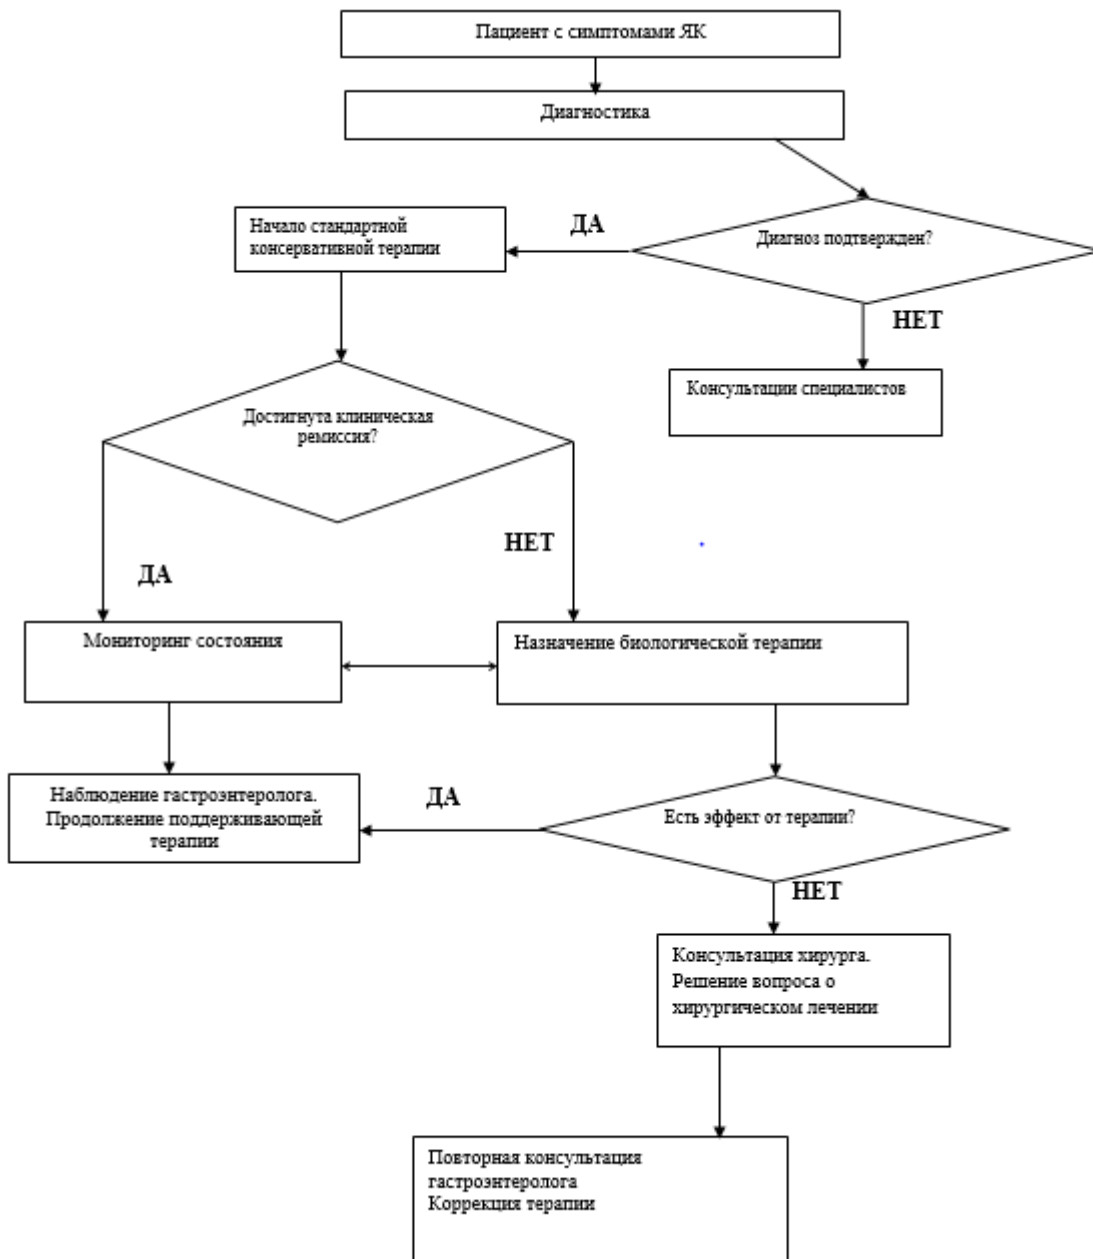 Пациент с симптомами ЯК
Диагностика
Начало стандартной
консервативной терапии
ДА
Диагноз подтвержден?
НЕТ
Консультации специалистов
Достигнута клиническая
ремиссия?
НЕТ
ДА
Мониторинг состояния
Назначение биологической терапии
Наблюдение гастроэнтеролога.
Продолжение поддерживающей
терапии
ДА
Есть эффект от терапии?
НЕТ
Консультация хирурга.
Решение вопроса о
хирургическом лечении
Повторная консультация
гастроэнтеролога
Коррекция терапии